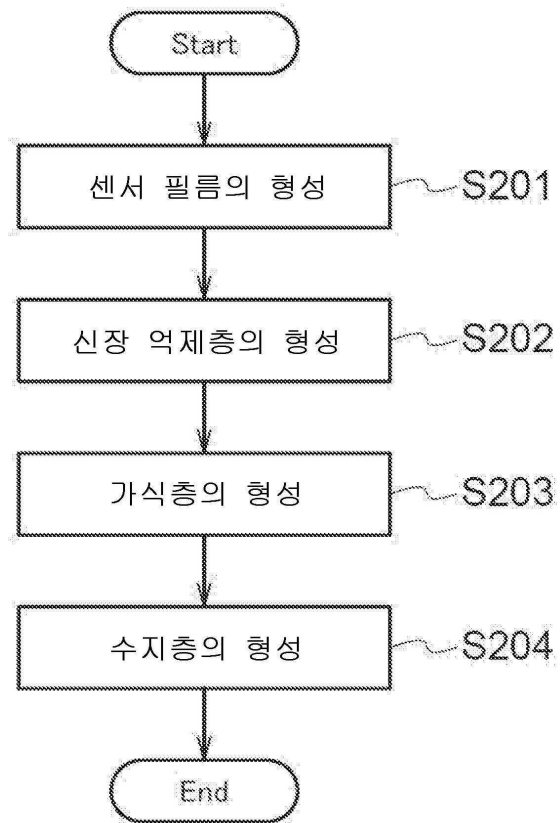 Start
센서 필름의 형성
S201
신장 억제층의 형성
S202
가식층의 형성
S203
수지층의 형성
S204
End